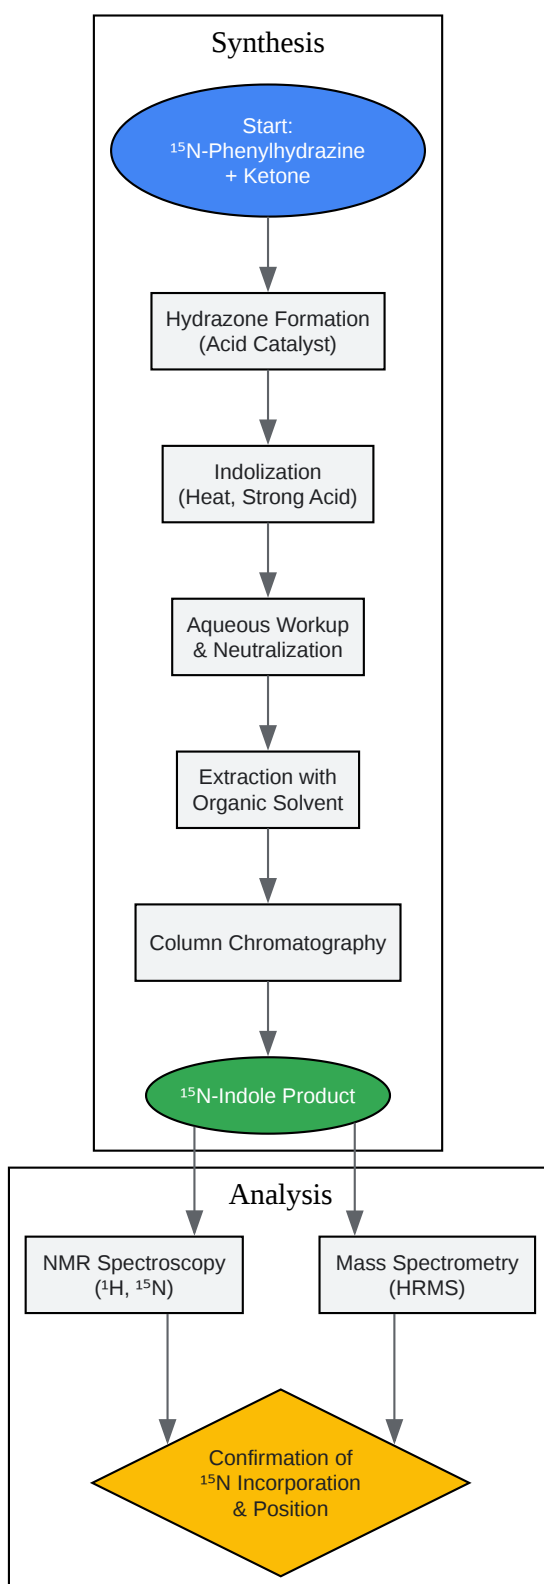 Synthesis
Start:
¹⁵N-Phenylhydrazine
+ Ketone
Hydrazone Formation
(Acid Catalyst)
Indolization
(Heat, Strong Acid)
Aqueous Workup
& Neutralization
Extraction with
Organic Solvent
Column Chromatography
¹⁵N-Indole Product
Analysis
NMR Spectroscopy
(¹H, ¹⁵N)
Mass Spectrometry
(HRMS)
Confirmation of
¹⁵N Incorporation
& Position